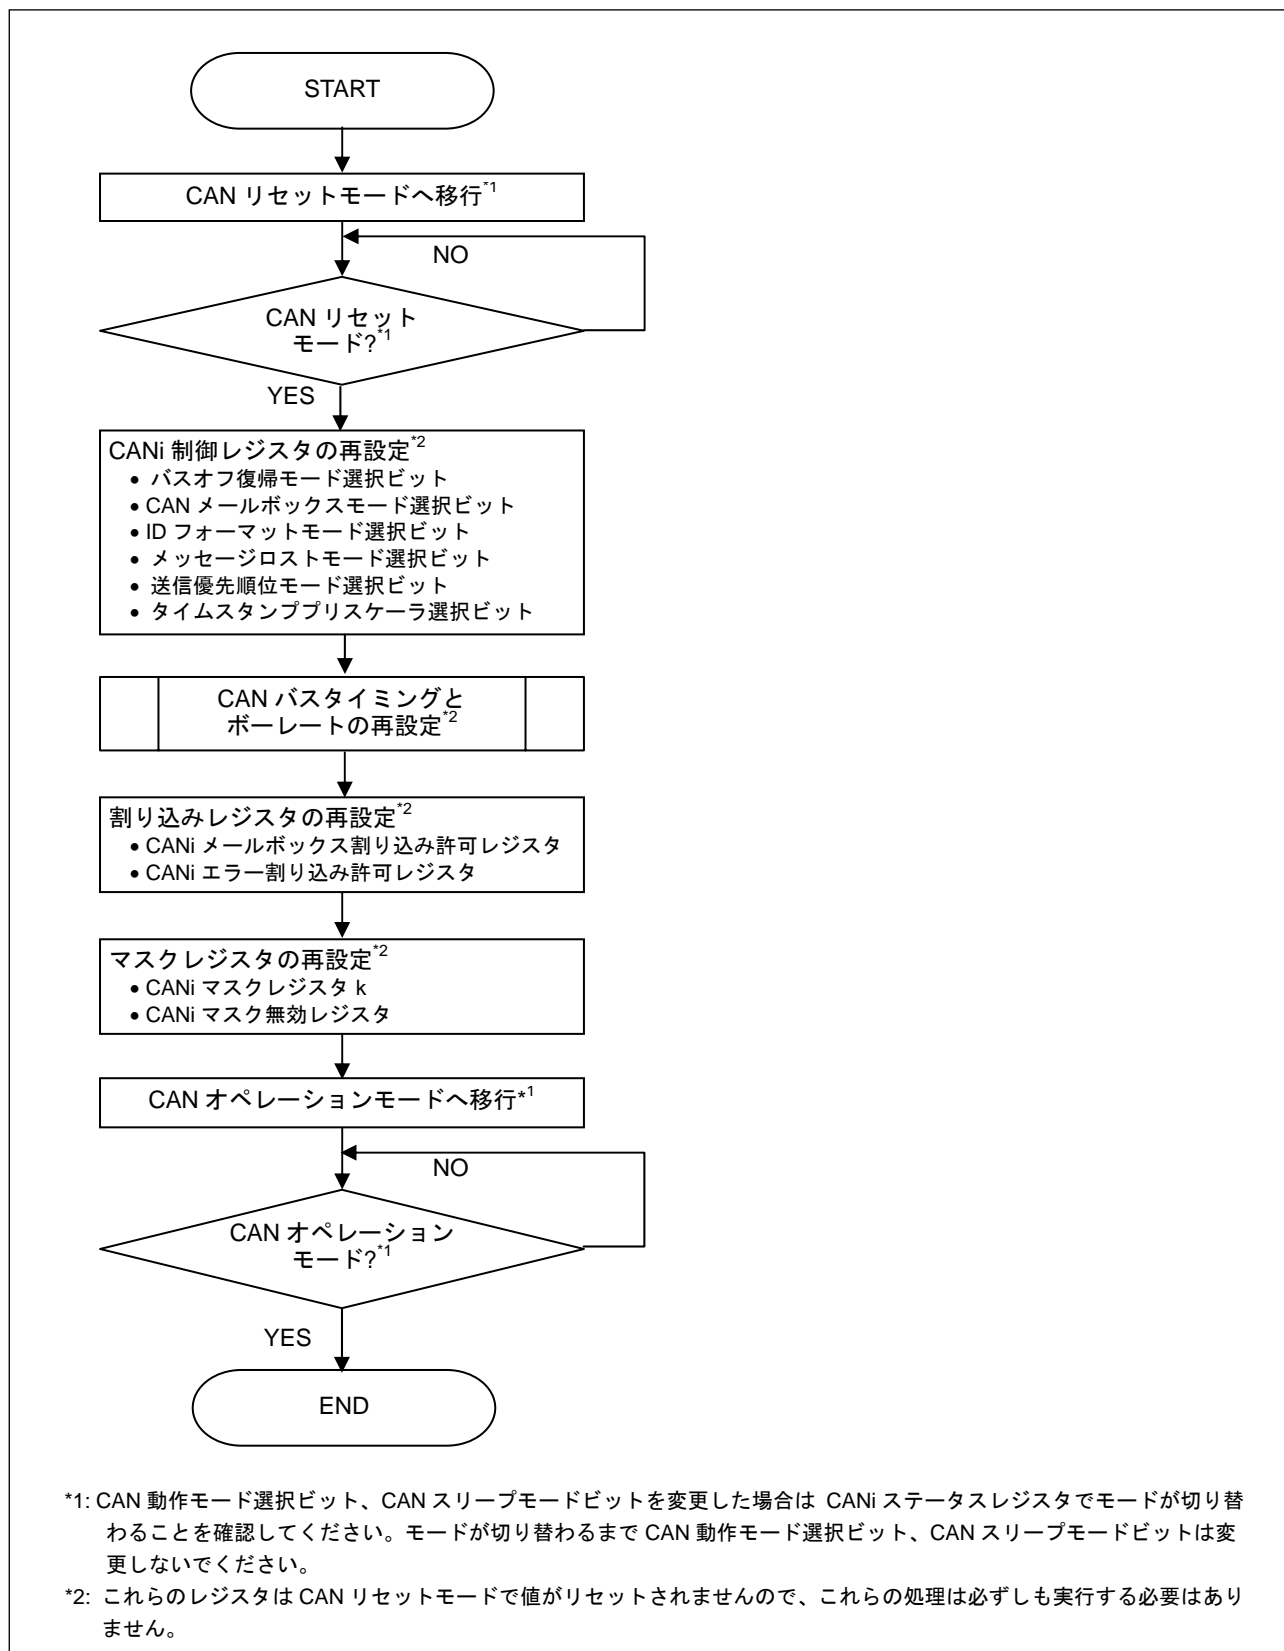 START
CAN リセットモードへ移行*1
NO
CAN リセット
モード?*1
YES
CANi 制御レジスタの再設定*2
• バスオフ復帰モード選択ビット
• CAN メールボックスモード選択ビット
• ID フォーマットモード選択ビット
• メッセージロストモード選択ビット
• 送信優先順位モード選択ビット
• タイムスタンププリスケーラ選択ビット
CAN バスタイミングと
ボーレートの再設定*2
割り込みレジスタの再設定*2
• CANi メールボックス割り込み許可レジスタ
• CANi エラー割り込み許可レジスタ
マスクレジスタの再設定*2
• CANi マスクレジスタ k
• CANi マスク無効レジスタ
CAN オペレーションモードへ移行*1
NO
CAN オペレーション
モード?*1
YES
END
*1: CAN 動作モード選択ビット、CAN スリープモードビットを変更した場合は CANi ステータスレジスタでモードが切り替
わることを確認してください。モードが切り替わるまで CAN 動作モード選択ビット、CAN スリープモードビットは変
更しないでください。
*2: これらのレジスタは CAN リセットモードで値がリセットされませんので、これらの処理は必ずしも実行する必要はあり
ません。